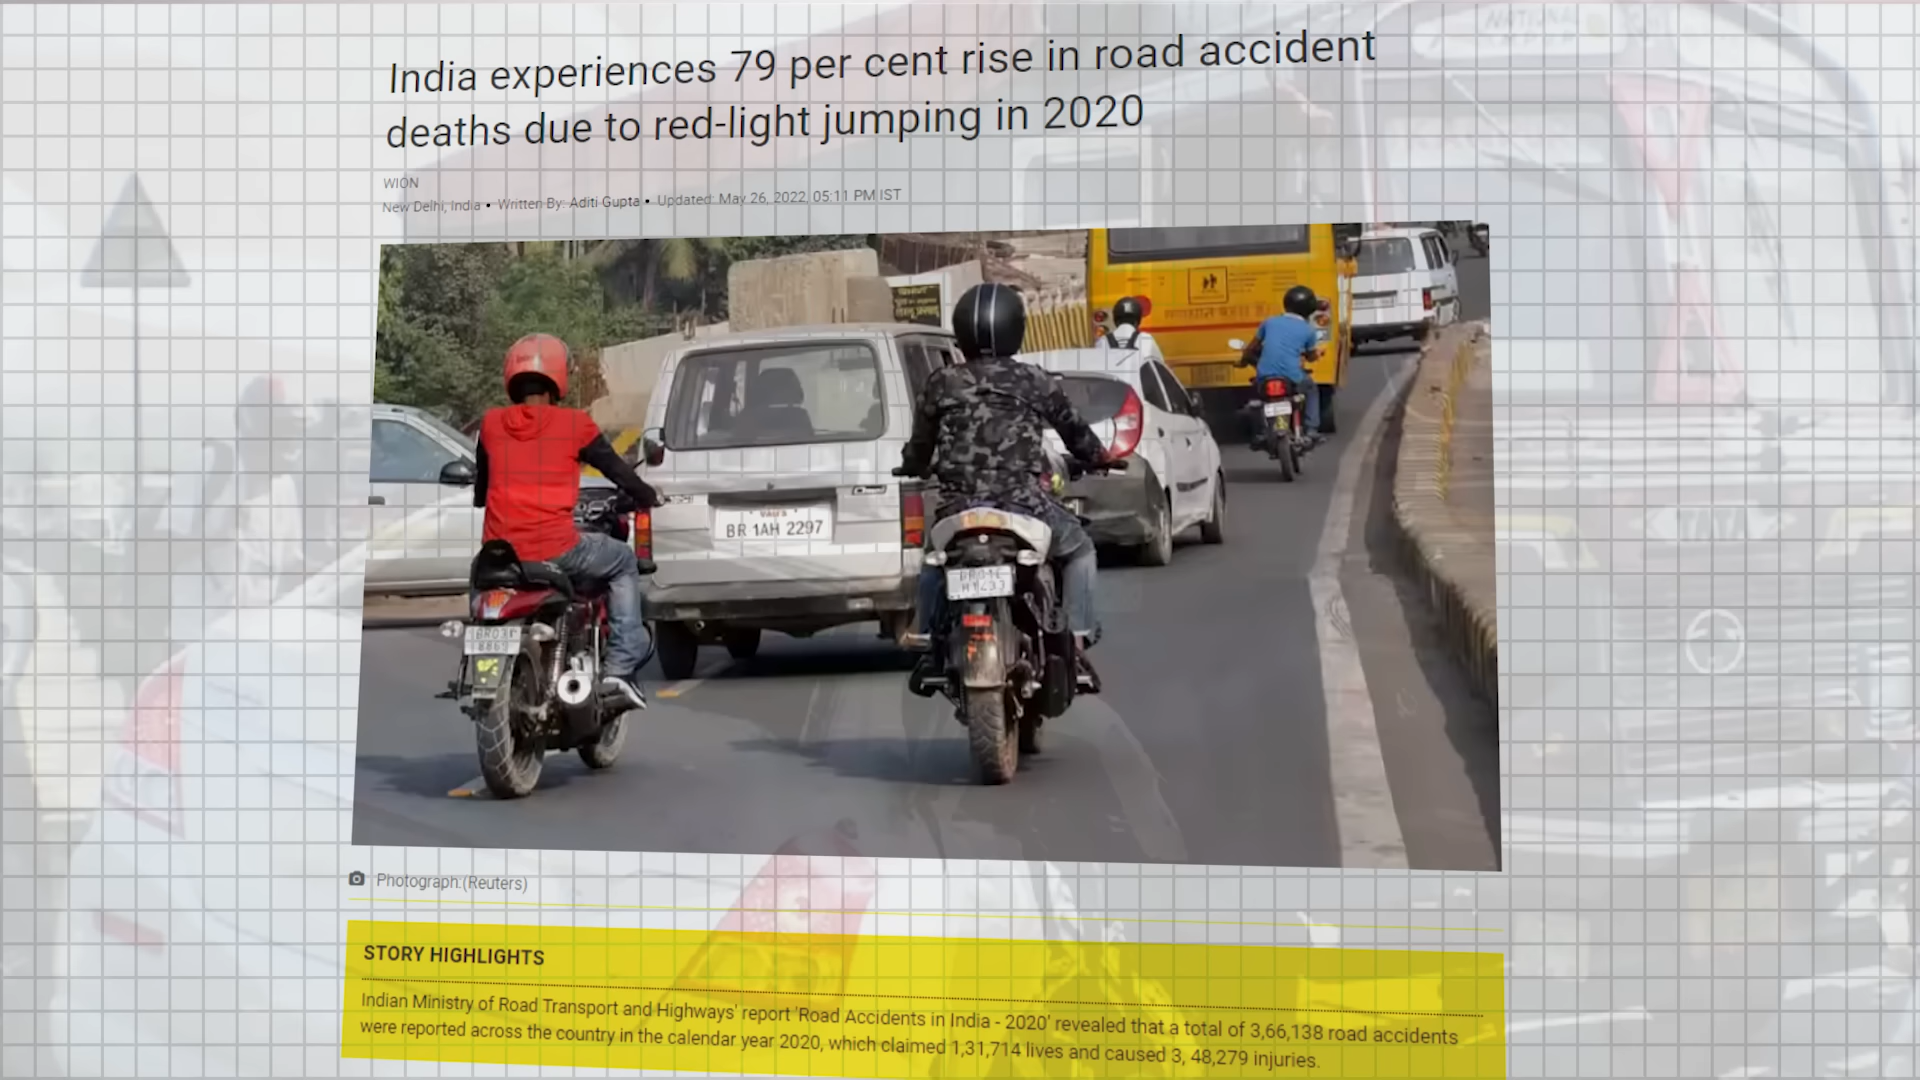 India experiences 79 per cent rise in road accident
deaths due to red-light jumping in 2020
WION
New Delhi, India • Written By: Aditi Gupta • Updated: May 26, 2022, 05:11 PM IST
BR 1AH 2297
Photograph:(Reuters)
STORY HIGHLIGHTS
Indian Ministry of Road Transport and Highways' report 'Road Accidents in India - 2020' revealed that a total of 3,66,138 road accidents
were reported across the country in the calendar year 2020, which claimed 1,31,714 lives and caused 3, 48,279 injuries.